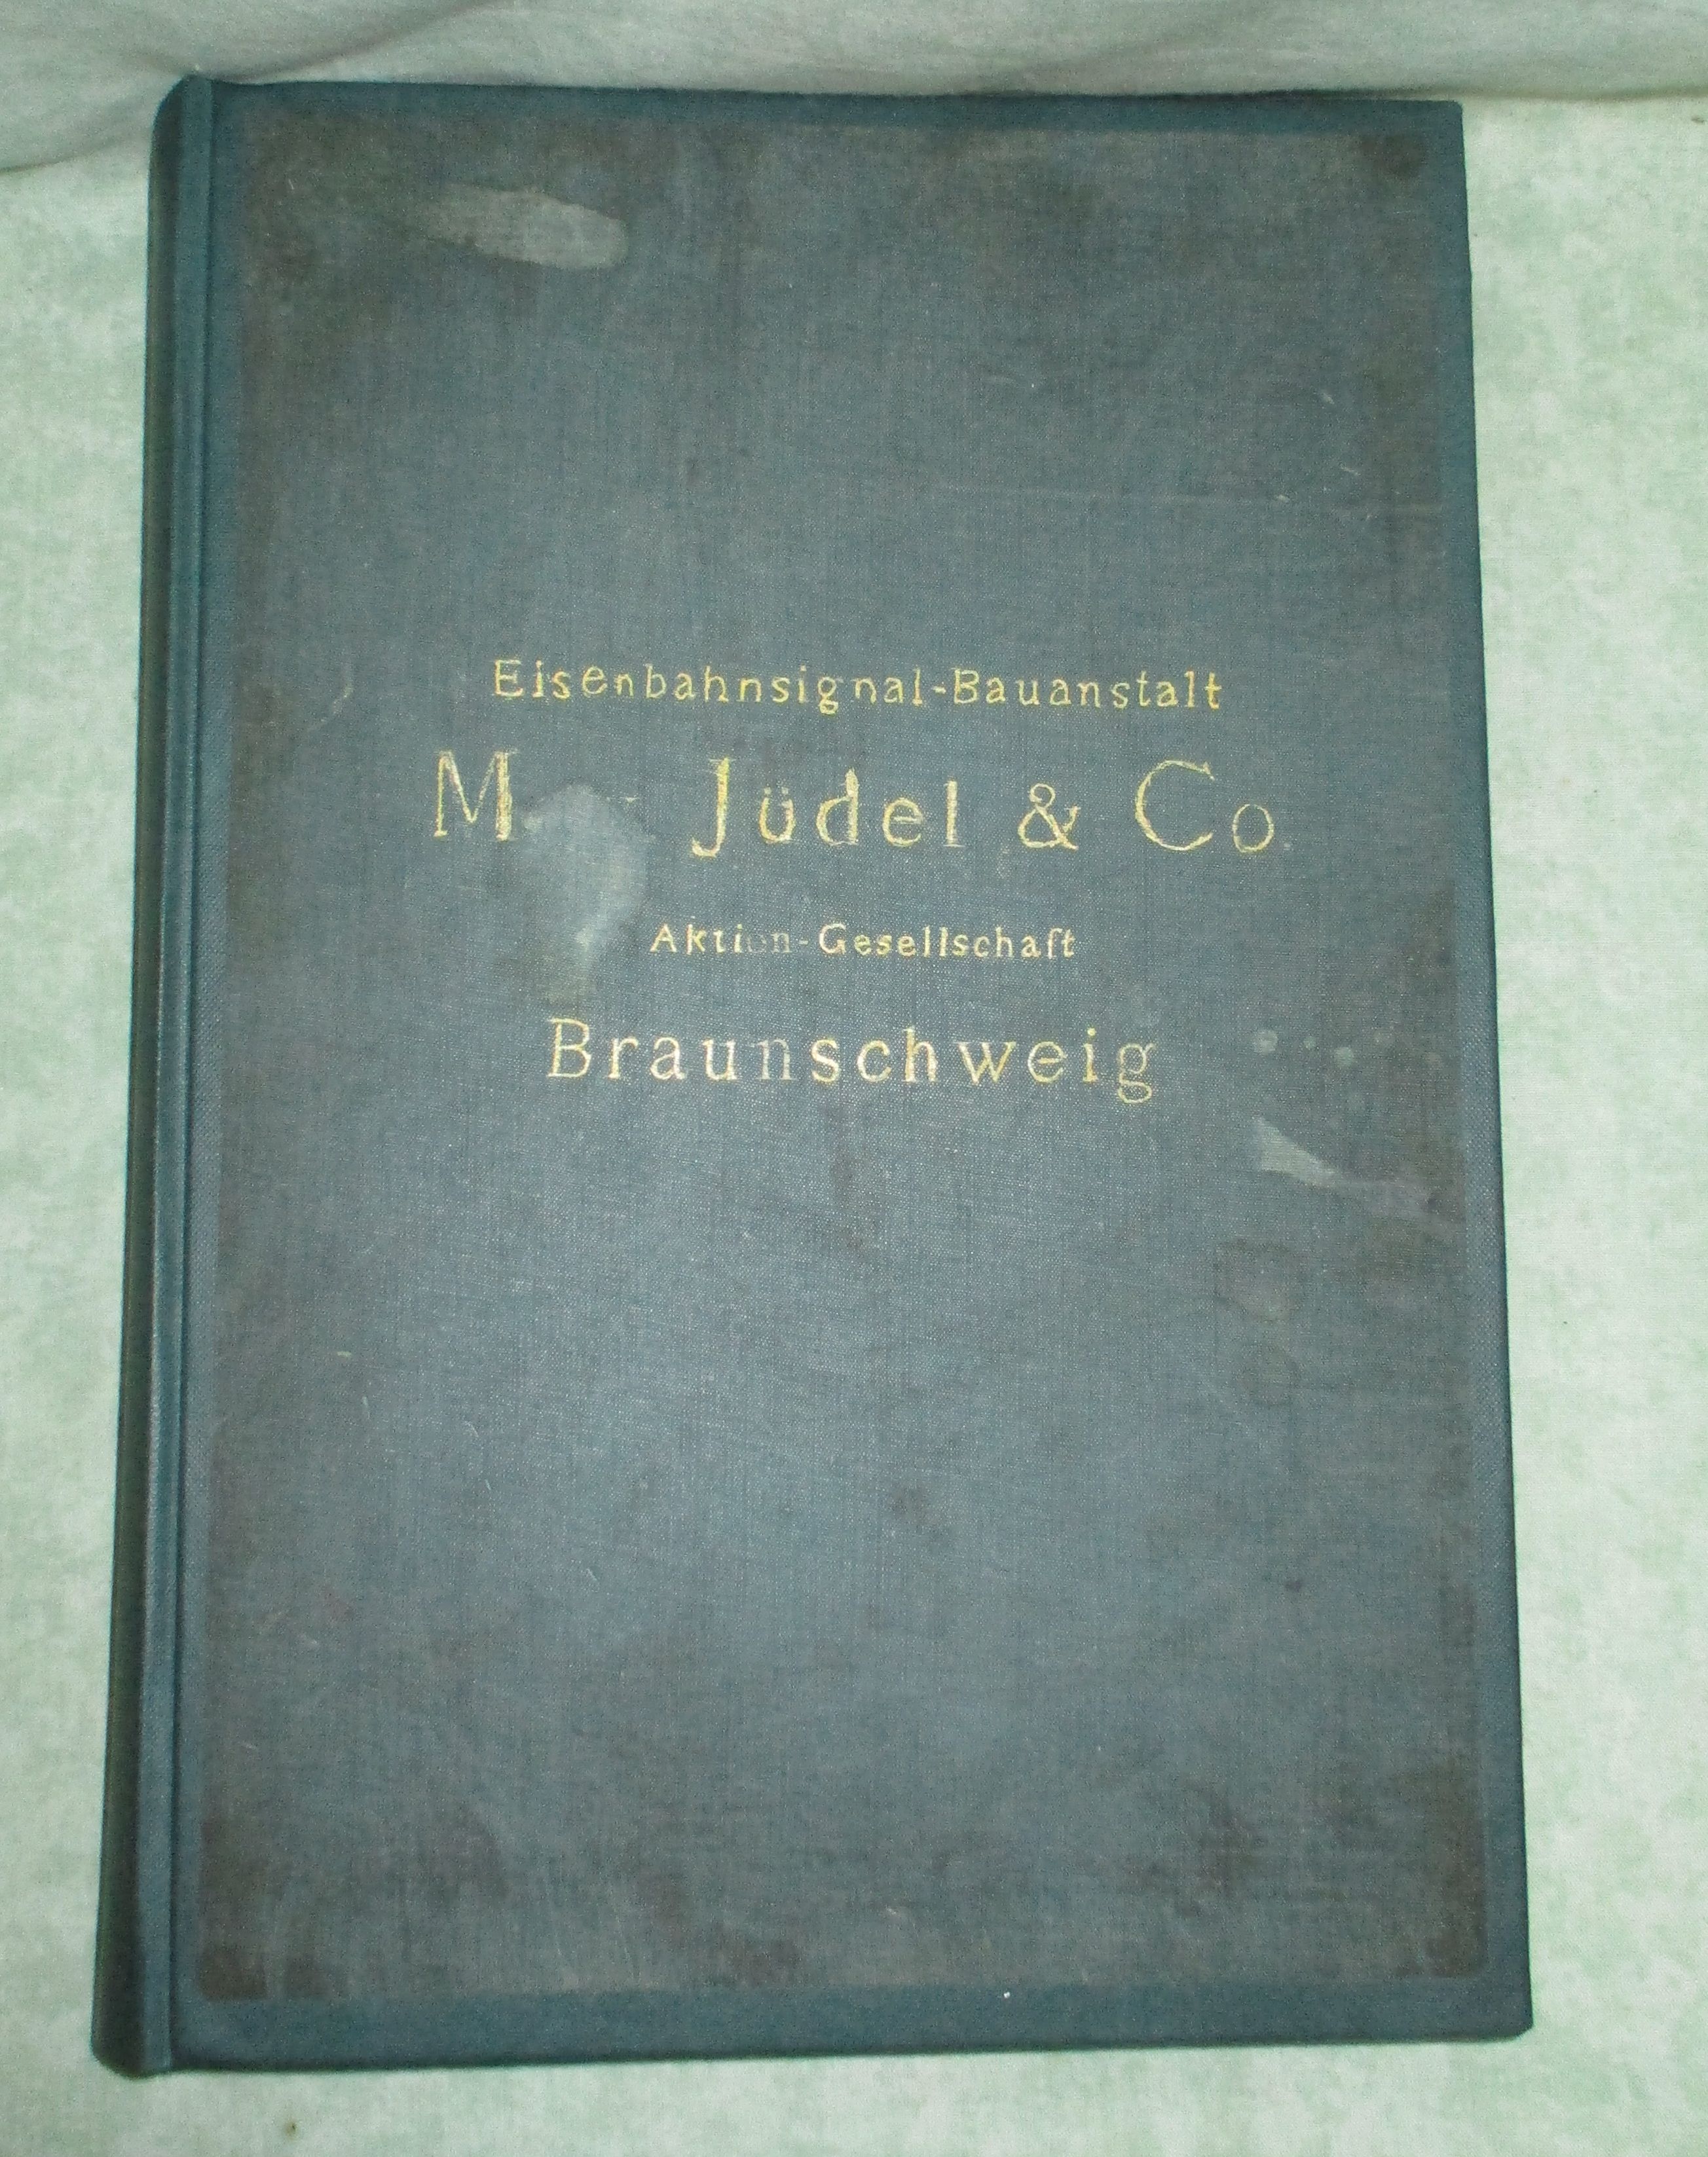 Eisenbahnsignal-Bauanstalt
Jüdel & Co.
Aktien-Gesellschaft
Braunschweig